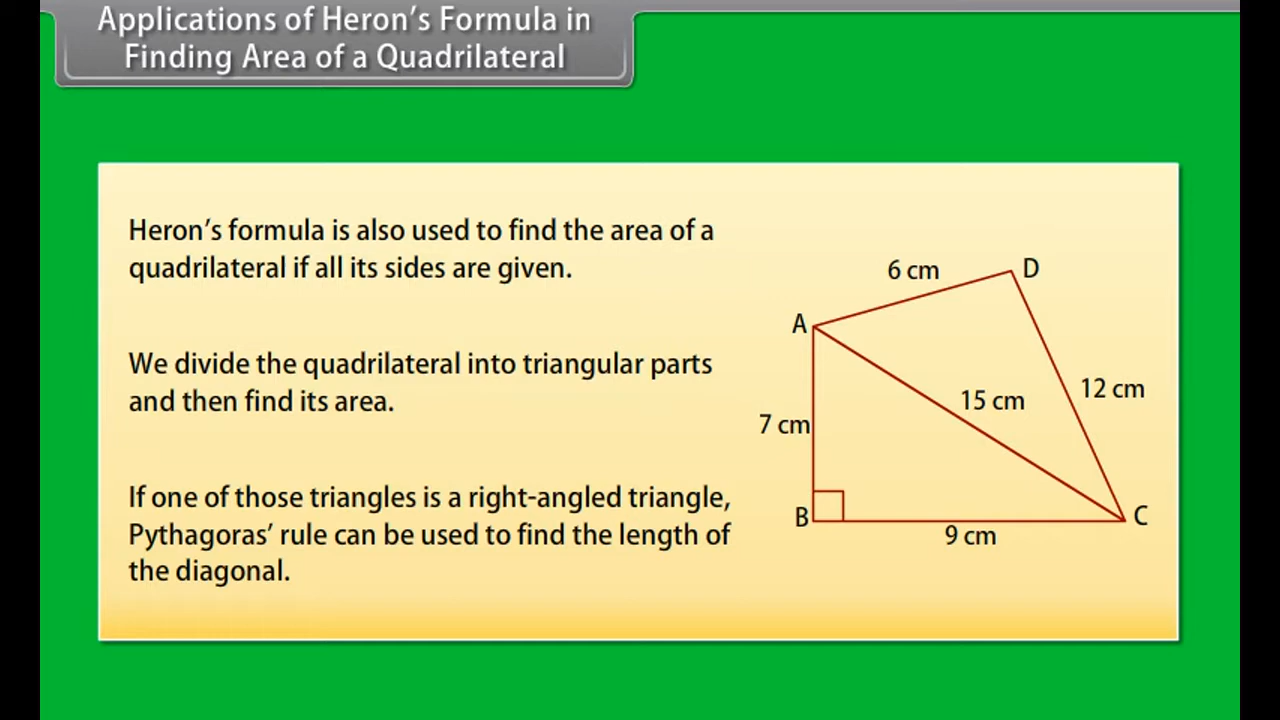 Applications of Heron's Formula in
Finding Area of a Quadrilateral
Heron's formula is also used to find the area of a
quadrilateral if all its sides are given.
We divide the quadrilateral into triangular parts
and then find its area.
If one of those triangles is a right-angled triangle,
Pythagoras' rule can be used to find the length of
the diagonal.
6 cm
D
A
15 cm
12 cm
7 cm
B
C
9 cm